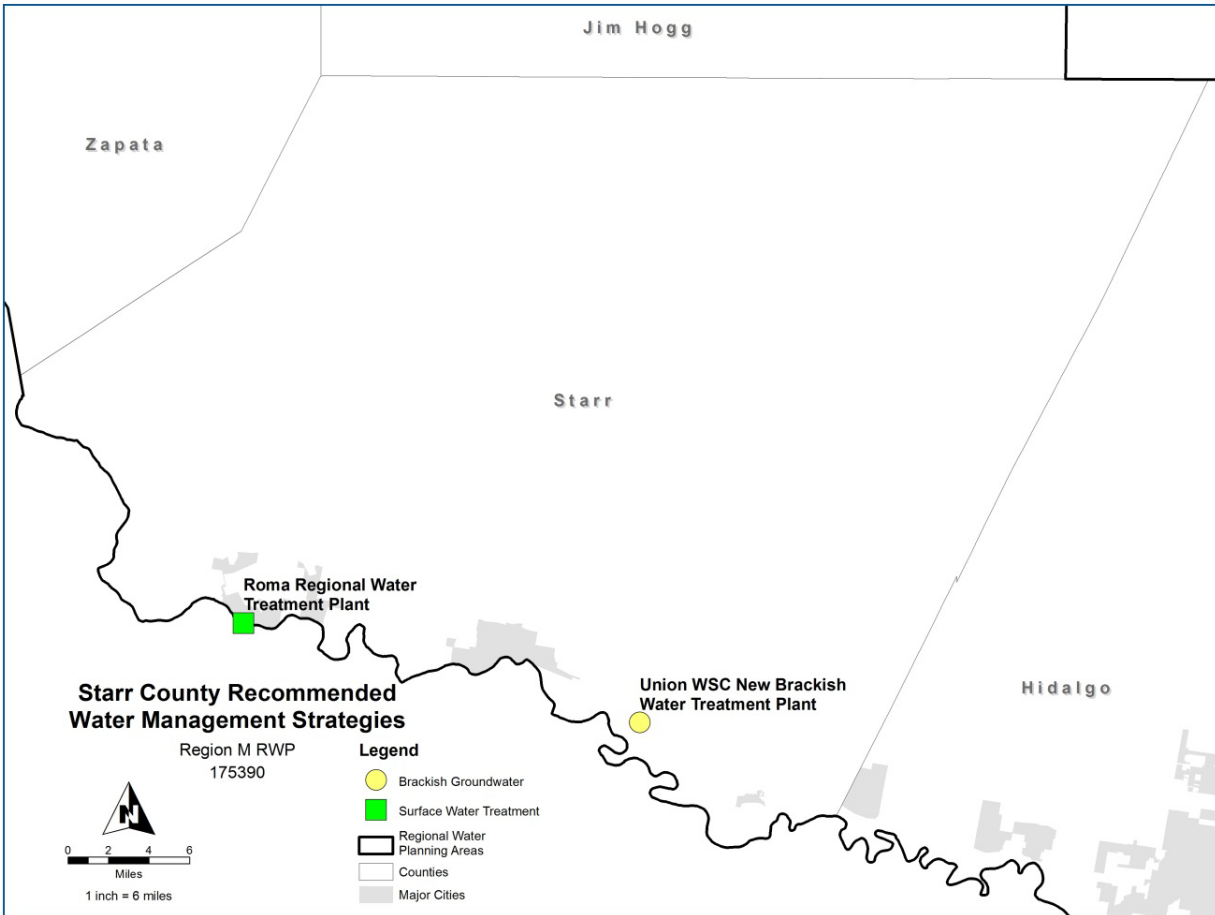 Jim Hogg
Zapata
Starr
Roma Regional Water
Treatment Plant
Union WSC New Brackish
Water Treatment Plant
Hidalgo
Starr County Recommended
Water Management Strategies
Region M RWP
175390
N
0 2 4 6
Miles
1 inch = 6 miles
Legend
Brackish Groundwater
Surface Water Treatment
Regional Water
Planning Areas
Counties
Major Cities